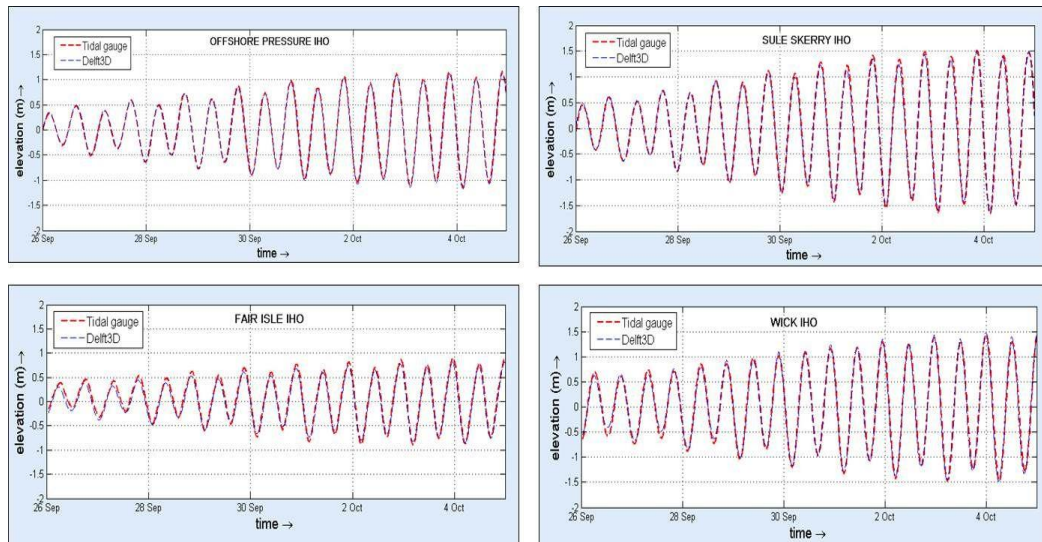 OFFSHORE PRESSURE IHO
Tidal gauge
Delft3D
elevation (m) →
2
1.5
1
0.5
0
-0.5
-1
-1.5
-2
26 Sep 28 Sep 30 Sep 2 Oct 4 Oct
time →
SULE SKERRY IHO
Tidal gauge
Delft3D
elevation (m) →
2
1.5
1
0.5
0
-0.5
-1
-1.5
-2
26 Sep 28 Sep 30 Sep 2 Oct 4 Oct
time →
FAIR ISLE IHO
Tidal gauge
Delft3D
elevation (m) →
2
1.5
1
0.5
0
-0.5
-1
-1.5
-2
26 Sep 28 Sep 30 Sep 2 Oct 4 Oct
time →
WICK IHO
Tidal gauge
Delft3D
elevation (m) →
2
1.5
1
0.5
0
-0.5
-1
-1.5
-2
26 Sep 28 Sep 30 Sep 2 Oct 4 Oct
time →